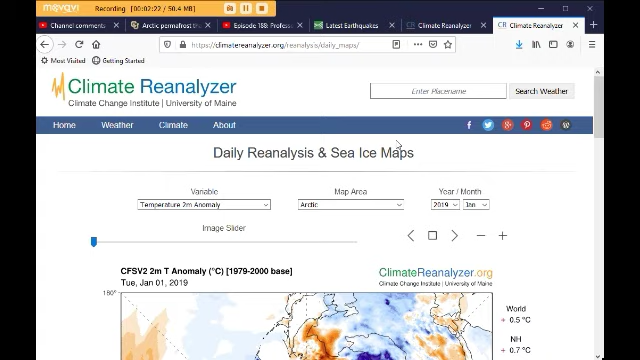 movavi
Recording [ 00:02:22 / 50.4 MB ]
Channel comments
Arctic permafrost th
Episode 188: Profess
Latest Earthquakes
Climate Reanalyzer
CR Climate Reanalyzer
https://climatereanalyzer.org/reanalysis/daily_maps/
Most Visited
Getting Started
Climate Reanalyzer
Climate Change Institute | University of Maine
Enter Placename
Search Weather
Home
Weather
Climate
About
Daily Reanalysis & Sea Ice Maps
Variable
Map Area
Year / Month
Temperature 2m Anomaly
Arctic
2019
Jan
Image Slider
CFSV2 2m T Anomaly (°C) [1979-2000 base]
Tue, Jan 01, 2019
ClimateReanalyzer.org
Climate Change Institute | University of Maine
180°
World
+ 0.5 °C
NH
+ 0.7 °C